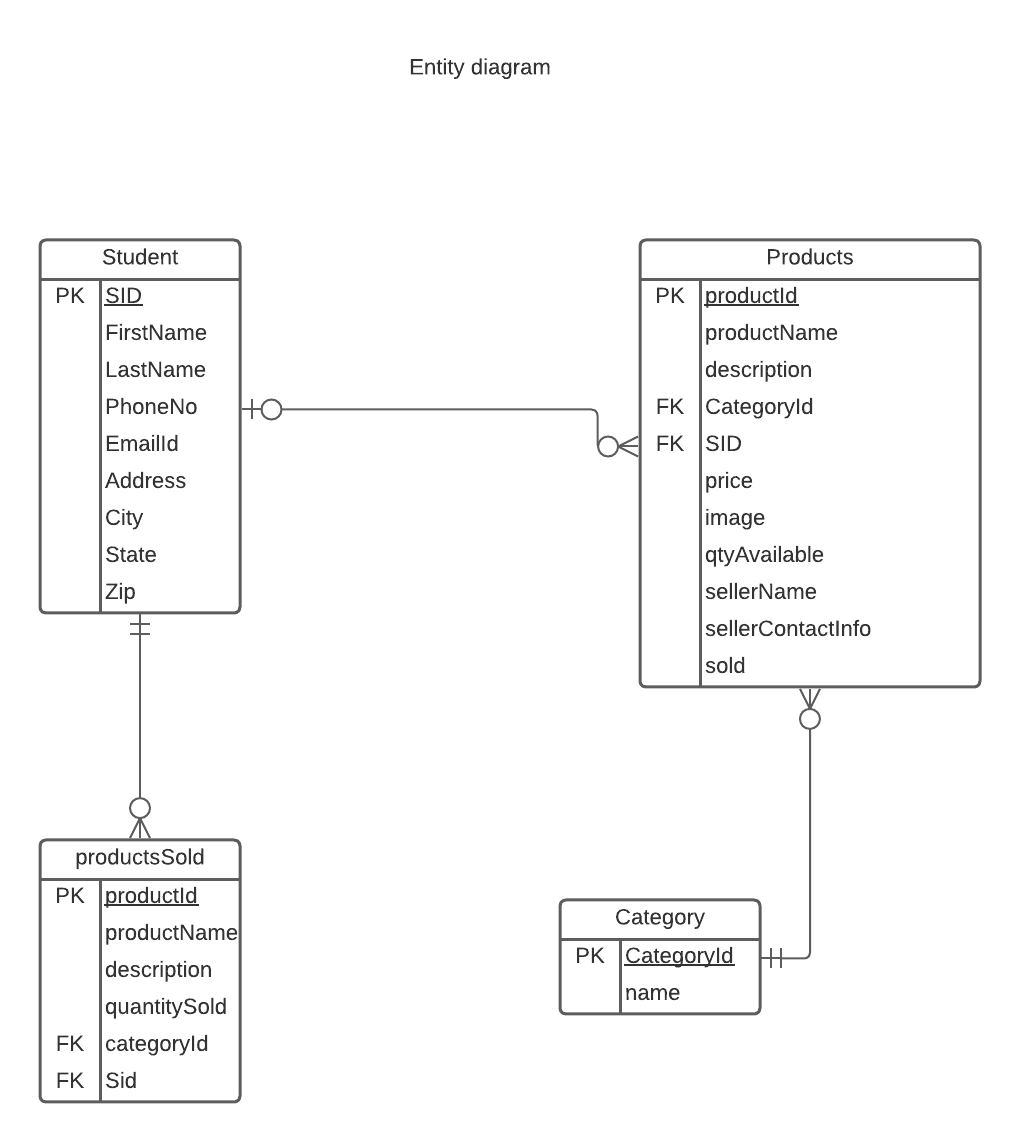 Entity diagram
Student
PK SID
FirstName
LastName
PhoneNo
EmailId
Address
City
State
Zip
Products
PK productId
productName
description
FK CategoryId
FK SID
price
image
qtyAvailable
sellerName
sellerContactInfo
sold
productsSold
PK productId
productName
description
quantitySold
FK categoryId
FK Sid
Category
PK CategoryId
name